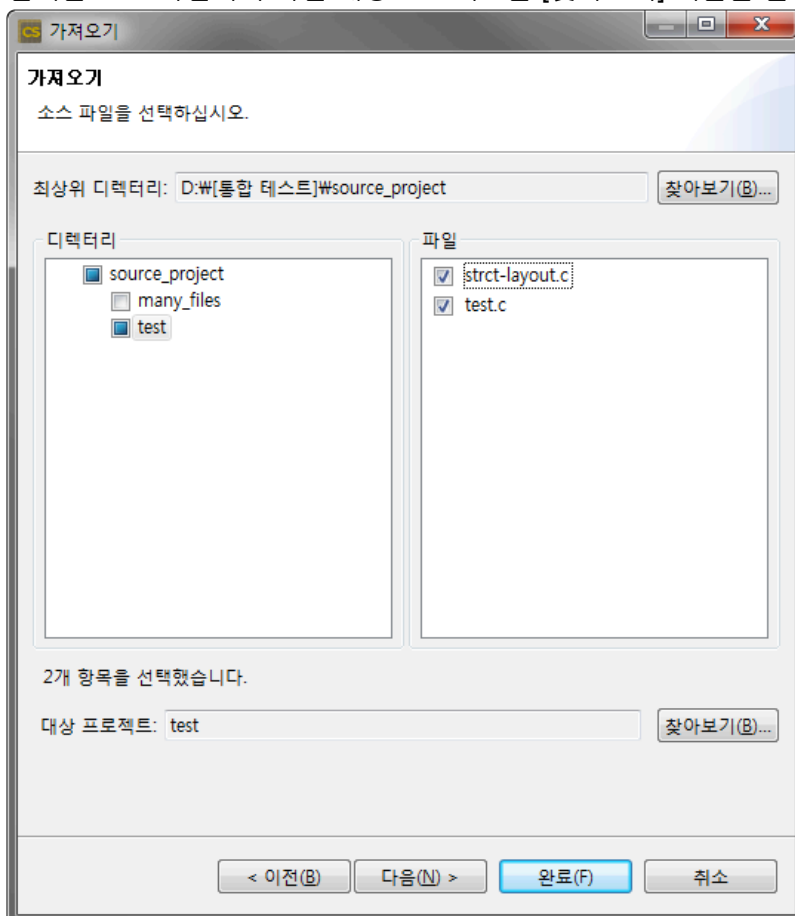 CS 가져오기
가져오기
소스 파일을 선택하십시오.
최상위 디렉터리: D:₩[통합 테스트]₩source_project 찾아보기(B)...
디렉터리
source_project
many_files
test
파일
strct-layout.c
test.c
2개 항목을 선택했습니다.
대상 프로젝트: test 찾아보기(B)...
< 이전(B) 다음(N) > 완료(F) 취소